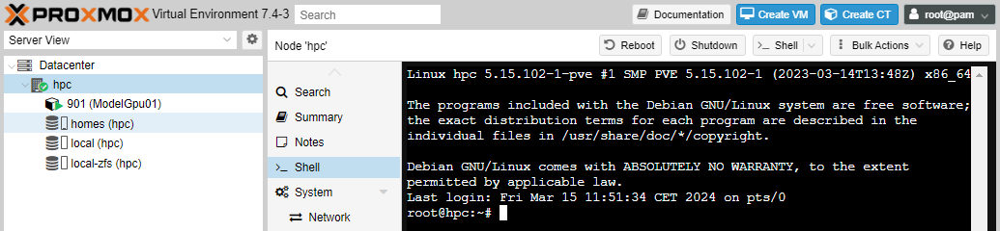 PROXMOX Virtual Environment 7.4-3 Search Documentation Create VM Create CT root@pam
Server View
Datacenter
hpc
901 (ModelGpu01)
homes (hpc)
local (hpc)
local-zfs (hpc)
Node 'hpc' Reboot Shutdown >_ Shell Bulk Actions Help
Search
Summary
Notes
>_ Shell
System
Network
Linux hpc 5.15.102-1-pve #1 SMP PVE 5.15.102-1 (2023-03-14T13:48Z) x86_64
The programs included with the Debian GNU/Linux system are free software;
the exact distribution terms for each program are described in the
individual files in /usr/share/doc/*/copyright.
Debian GNU/Linux comes with ABSOLUTELY NO WARRANTY, to the extent
permitted by applicable law.
Last login: Fri Mar 15 11:51:34 CET 2024 on pts/0
root@hpc:~#